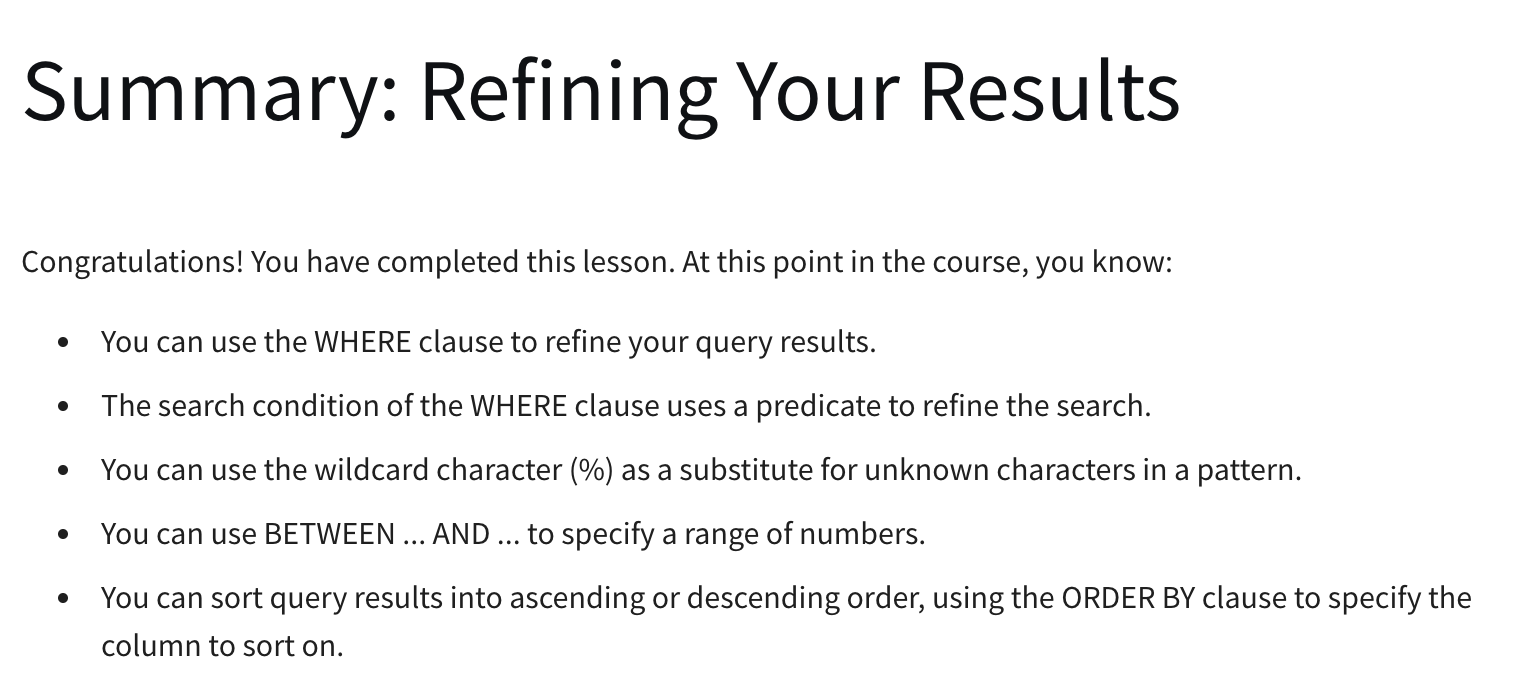 Summary: Refining Your Results
Congratulations! You have completed this lesson. At this point in the course, you know:
• You can use the WHERE clause to refine your query results.
• The search condition of the WHERE clause uses a predicate to refine the search.
• You can use the wildcard character (%) as a substitute for unknown characters in a pattern.
• You can use BETWEEN ... AND ... to specify a range of numbers.
• You can sort query results into ascending or descending order, using the ORDER BY clause to specify the
column to sort on.